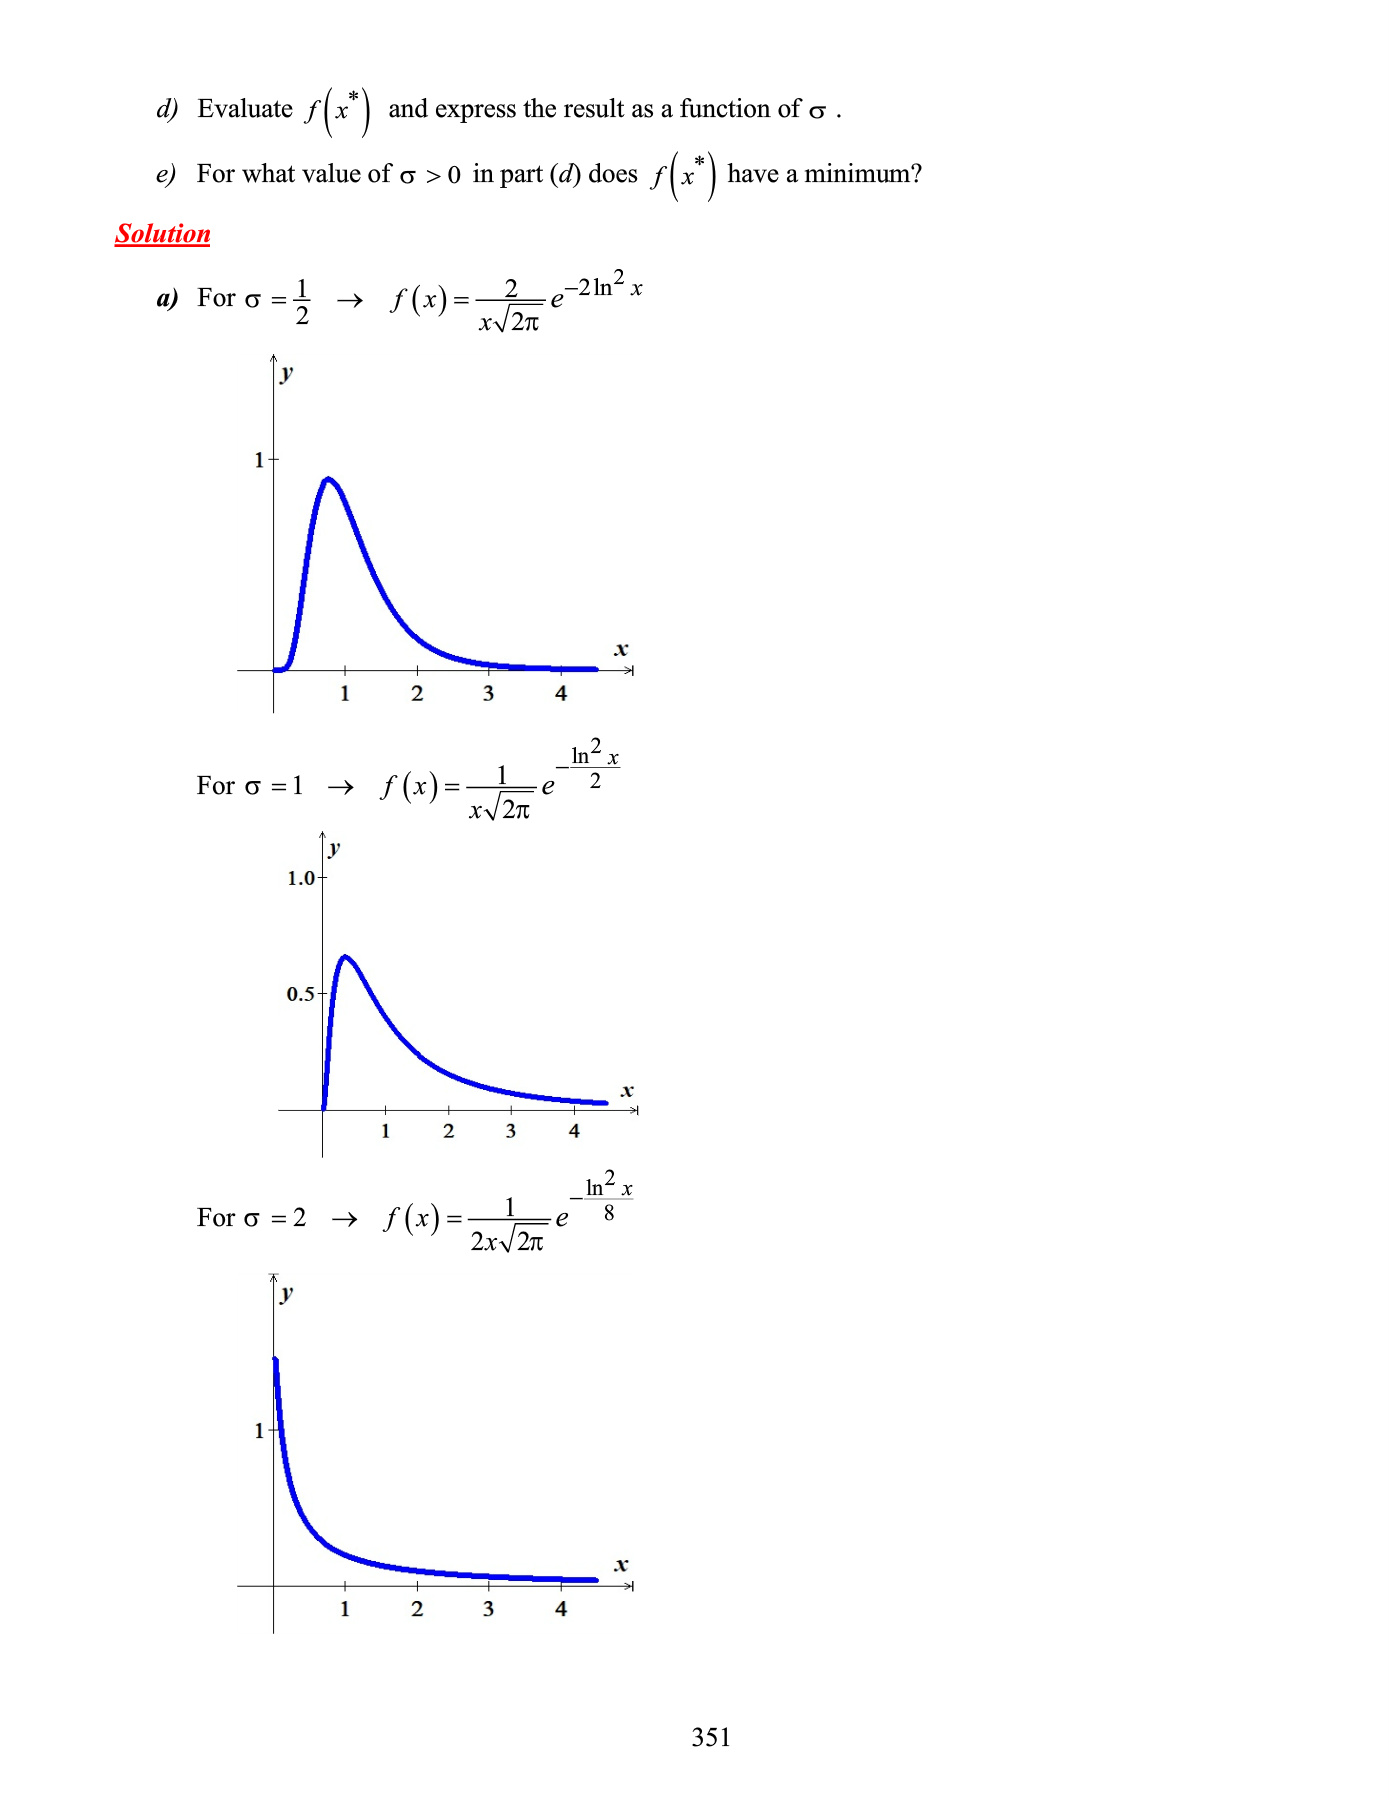 d) Evaluate f(x*) and express the result as a function of σ .
e) For what value of σ > 0 in part (d) does f(x*) have a minimum?
Solution
a) For σ = 1/2 → f(x) = 2/(x√2π) e^(−2 ln² x)
y
1
x
1 2 3 4
For σ = 1 → f(x) = 1/(x√2π) e^(−ln² x / 2)
y
1.0
0.5
x
1 2 3 4
For σ = 2 → f(x) = 1/(2x√2π) e^(−ln² x / 8)
y
1
x
1 2 3 4
351